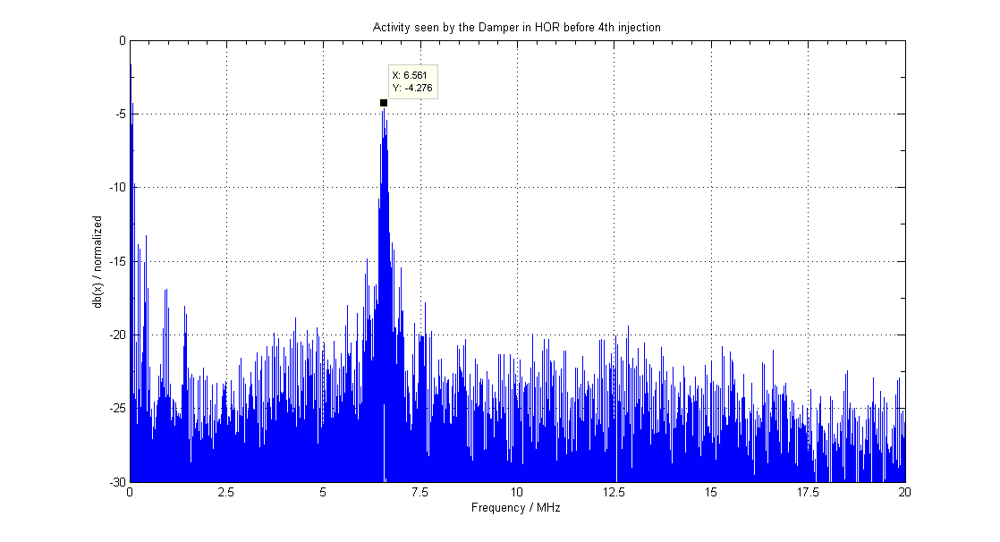 Activity seen by the Damper in HOR before 4th injection
X: 6.561
Y: -4.276
db(x) / normalized
0
-5
-10
-15
-20
-25
-30
0 2.5 5 7.5 10 12.5 15 17.5 20
Frequency / MHz